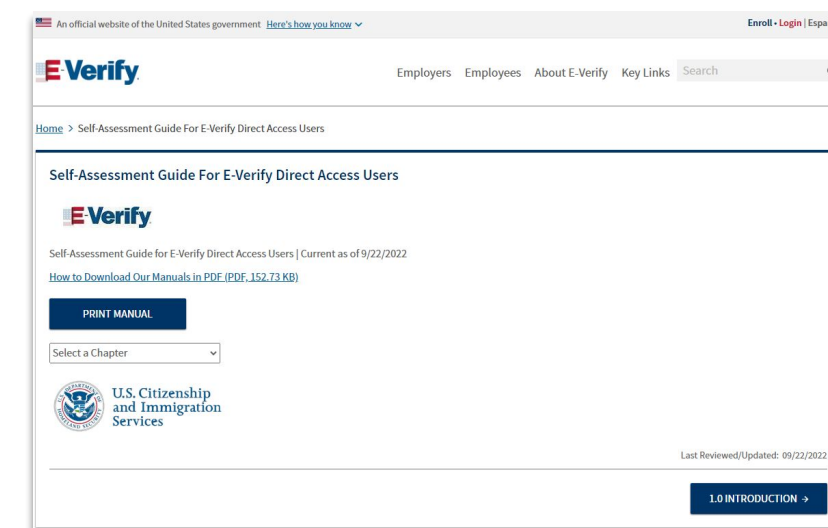 An official website of the United States government Here's how you know
Enroll • Login | Espa
E-Verify
Employers Employees About E-Verify Key Links Search
Home > Self-Assessment Guide For E-Verify Direct Access Users
Self-Assessment Guide For E-Verify Direct Access Users
E-Verify
Self-Assessment Guide for E-Verify Direct Access Users | Current as of 9/22/2022
How to Download Our Manuals in PDF (PDF, 152.73 KB)
PRINT MANUAL
Select a Chapter
U.S. Citizenship
and Immigration
Services
Last Reviewed/Updated: 09/22/2022
1.0 INTRODUCTION →